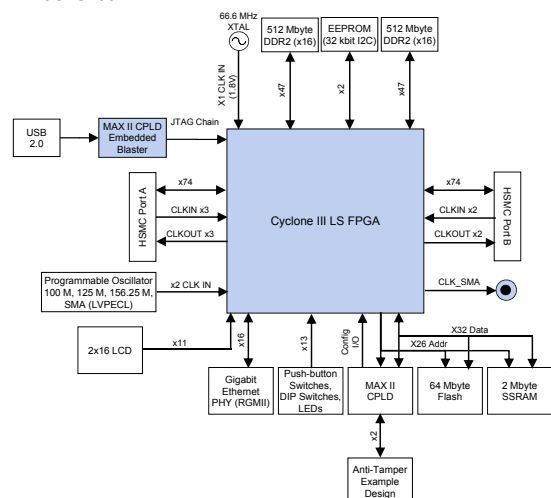 66.6 MHz
XTAL
512 Mbyte
DDR2 (x16)
EEPROM
(32 kbit I2C)
512 Mbyte
DDR2 (x16)
X1 CLK IN
(1.8V)
x47
x2
x47
USB
2.0
MAX II CPLD
Embedded
Blaster
JTAG Chain
HSMC Port A
x74
CLKIN x3
CLKOUT x3
Cyclone III LS FPGA
x74
CLKIN x2
CLKOUT x2
HSMC Port B
Programmable Oscillator
100 M, 125 M, 156.25 M,
SMA (LVPECL)
x2 CLK IN
CLK_SMA
2x16 LCD
x11
x16
x13
Config
I/O
X32 Data
X26 Addr
Gigabit
Ethernet
PHY (RGMII)
Push-button
Switches,
DIP Switches,
LEDs
MAX II
CPLD
64 Mbyte
Flash
2 Mbyte
SSRAM
x2
Anti-Tamper
Example
Design